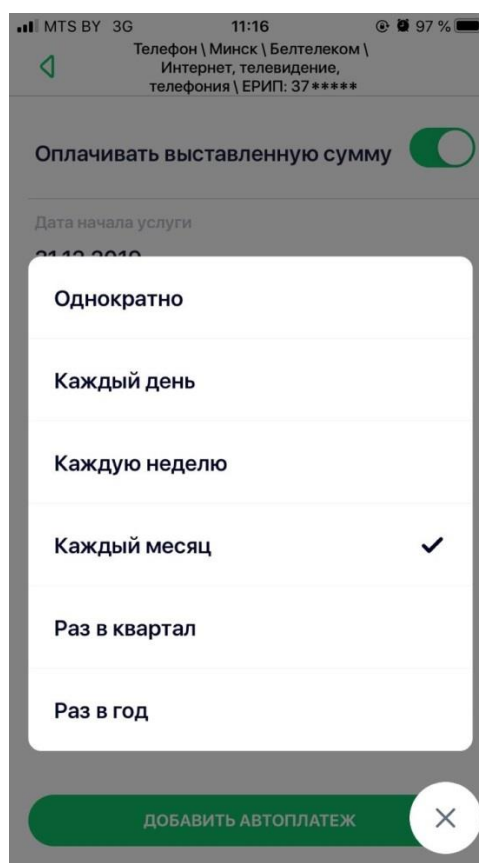 MTS BY 3G 11:16 97 %
Телефон \ Минск \ Белтелеком \
Интернет, телевидение,
телефония \ ЕРИП: 37*****
Оплачивать выставленную сумму
Дата начала услуги
Однократно
Каждый день
Каждую неделю
Каждый месяц
Раз в квартал
Раз в год
ДОБАВИТЬ АВТОПЛАТЕЖ